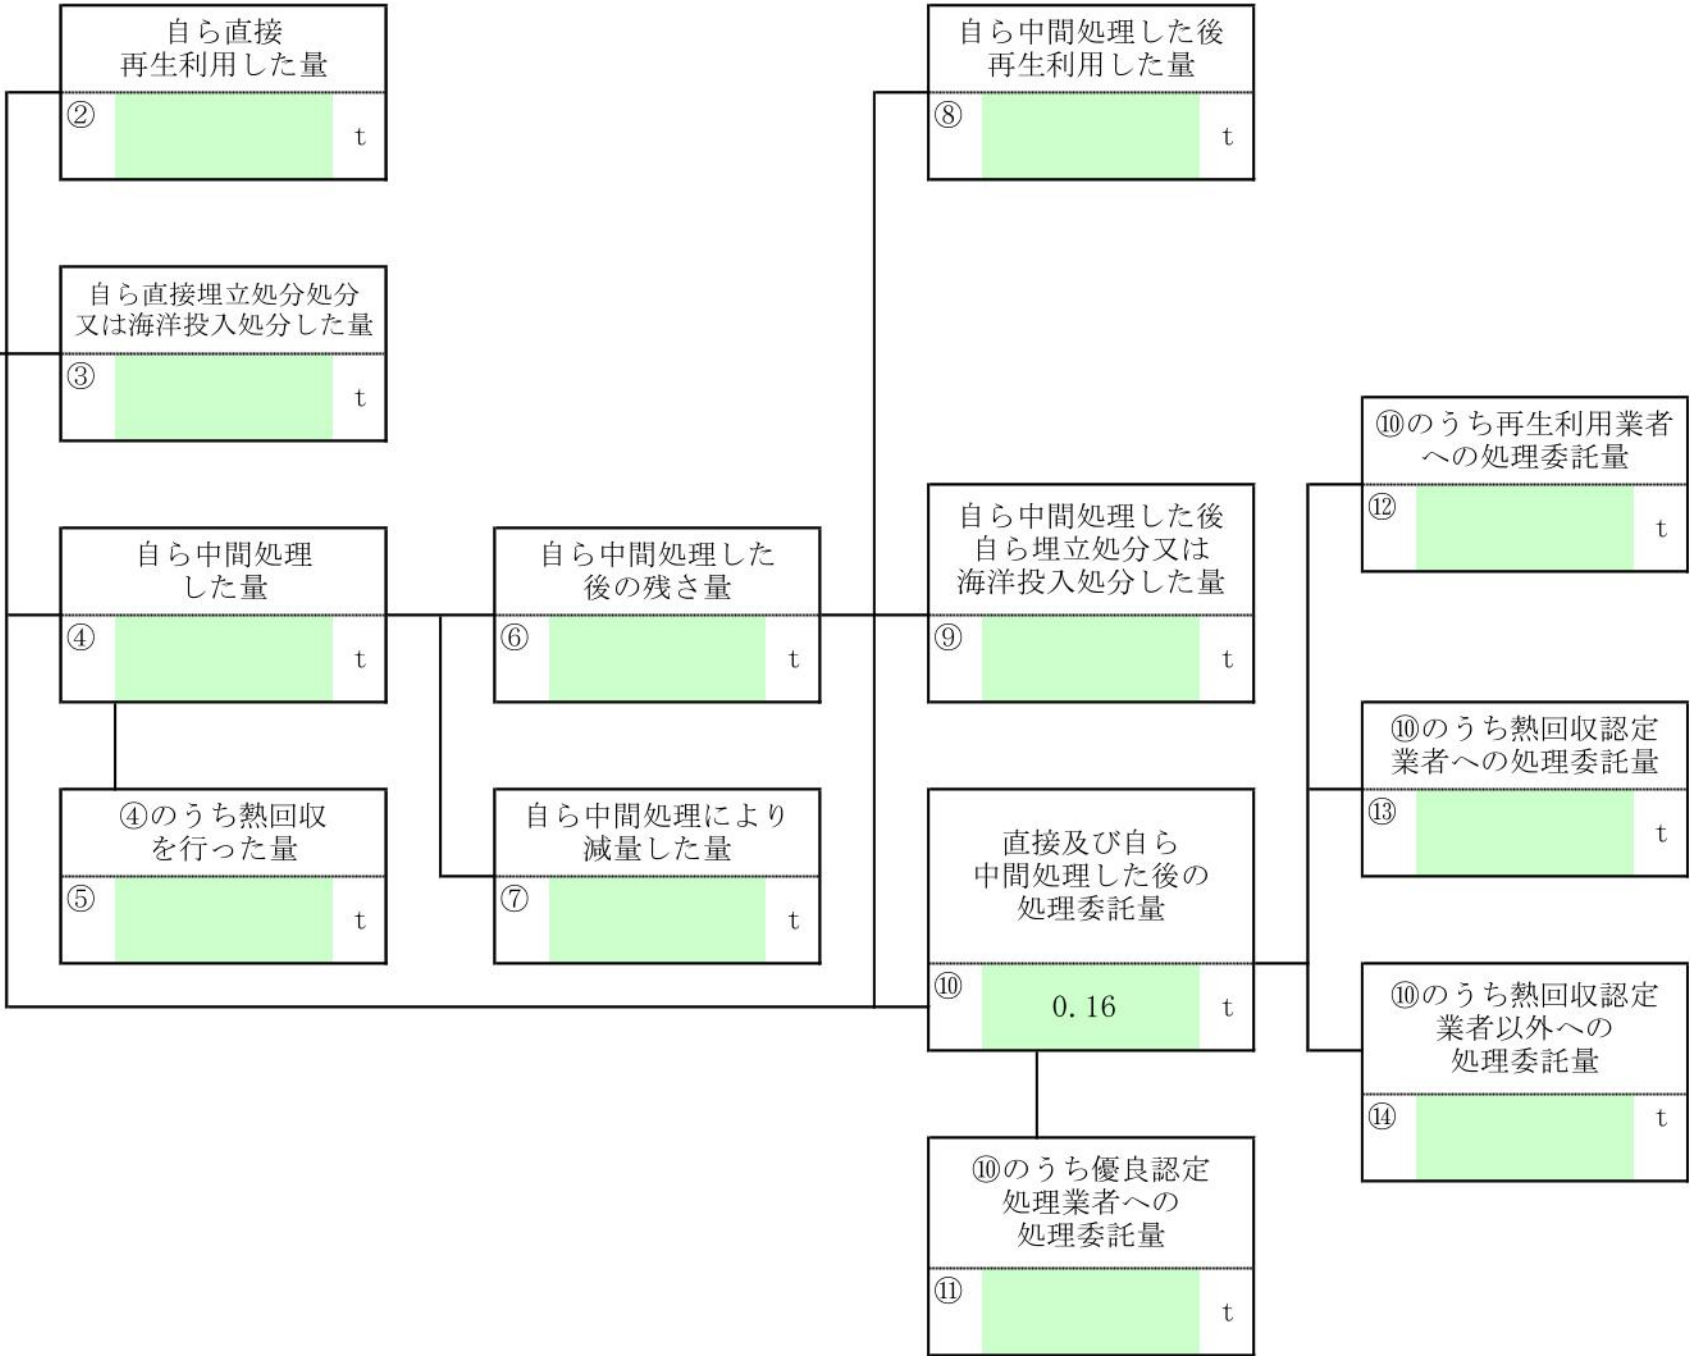 自ら直接
再生利用した量
②
t
自ら中間処理した後
再生利用した量
⑧
t
自ら直接埋立処分処分
又は海洋投入処分した量
③
t
⑩のうち再生利用業者
への処理委託量
⑫
t
自ら中間処理
した量
④
t
自ら中間処理した
後の残さ量
⑥
t
自ら中間処理した後
自ら埋立処分又は
海洋投入処分した量
⑨
t
⑩のうち熱回収認定
業者への処理委託量
⑬
t
④のうち熱回収
を行った量
⑤
t
自ら中間処理により
減量した量
⑦
t
直接及び自ら
中間処理した後の
処理委託量
⑩ 0.16 t
⑩のうち熱回収認定
業者以外への
処理委託量
⑭
t
⑩のうち優良認定
処理業者への
処理委託量
⑪
t